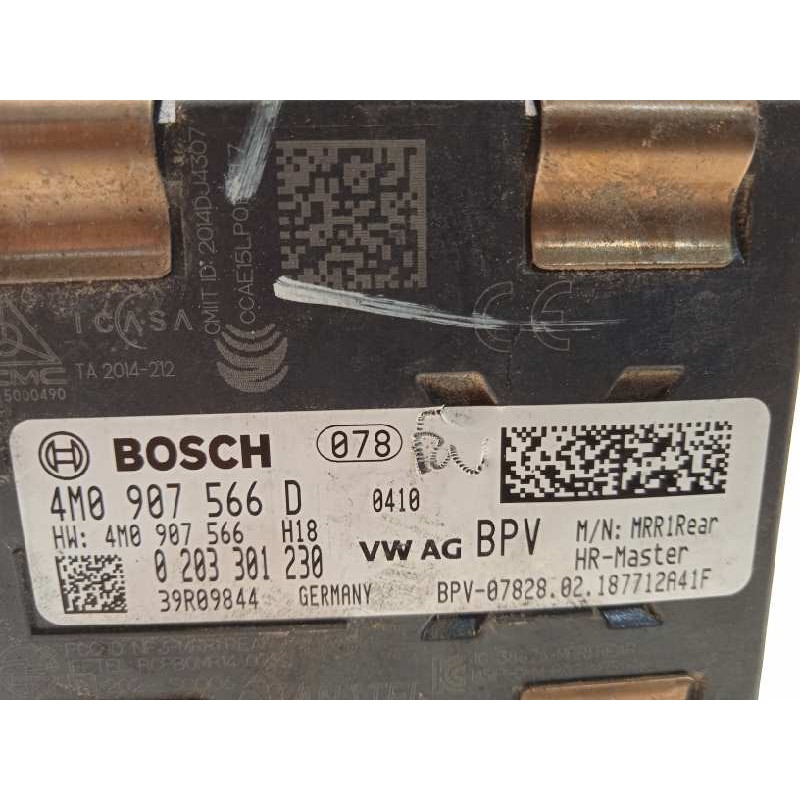 CMIIT ID: 2014DJ4307
ICASA
TA 2014-212
BOSCH 078
4M0 907 566 D 0410
HW: 4M0 907 566 H18 VW AG BPV M/N: MRR1Rear
0 203 301 230 HR-Master
39R09844 GERMANY BPV-07828.02.187712A41F